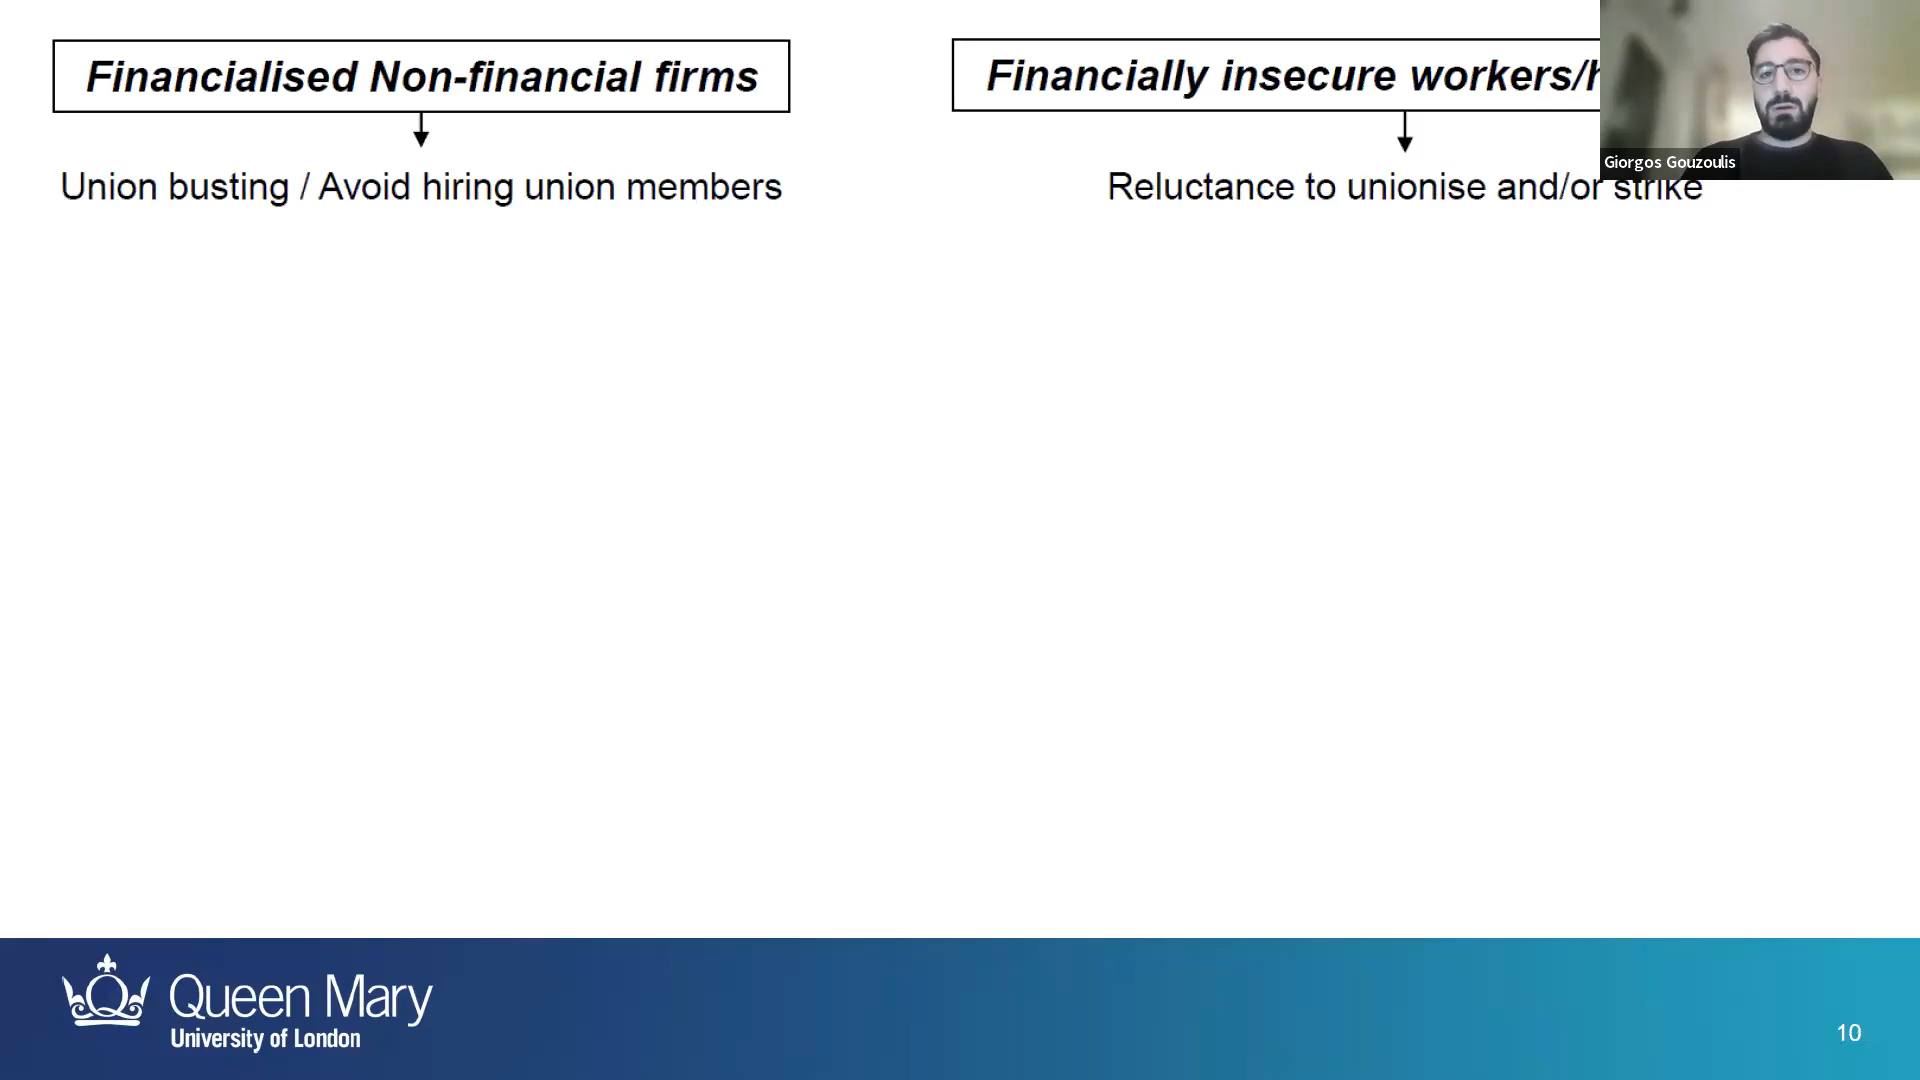 Financialised Non-financial firms
Financially insecure workers/
Giorgos Gouzoulis
Union busting / Avoid hiring union members
Reluctance to unionise and/or strike
Queen Mary
University of London
10